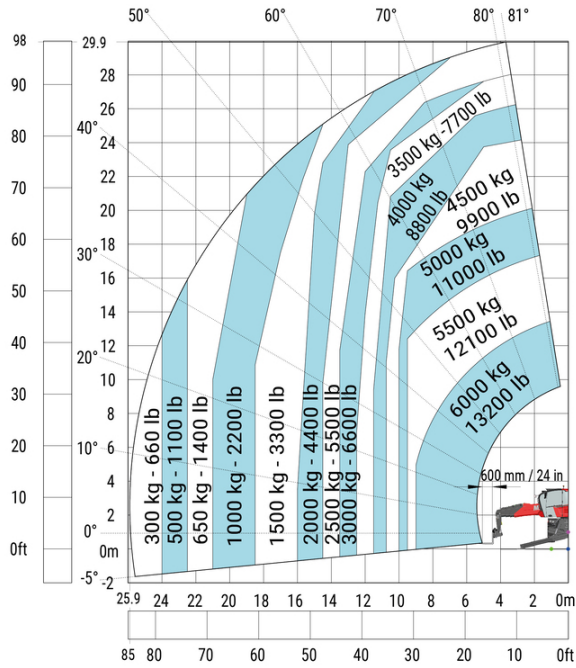 50° 60° 70° 80° 81°
98 29.9
90 28
26
80 40° 24
22
70 20
60 18
30° 16
50 14
40 20° 12
30 10
8
20 10° 6
4
10 2
0°
0ft 0m
-5° -2
3500 kg -7700 lb
4000 kg
8800 lb
4500 kg
9900 lb
5000 kg
11000 lb
5500 kg
12100 lb
6000 kg
13200 lb
300 kg - 660 lb
500 kg - 1100 lb
650 kg - 1400 lb
1000 kg - 2200 lb
1500 kg - 3300 lb
2000 kg - 4400 lb
2500 kg - 5500 lb
3000 kg - 6600 lb
600 mm / 24 in
25.9 24 22 20 18 16 14 12 10 8 6 4 2 0m
85 80 70 60 50 40 30 20 10 0ft